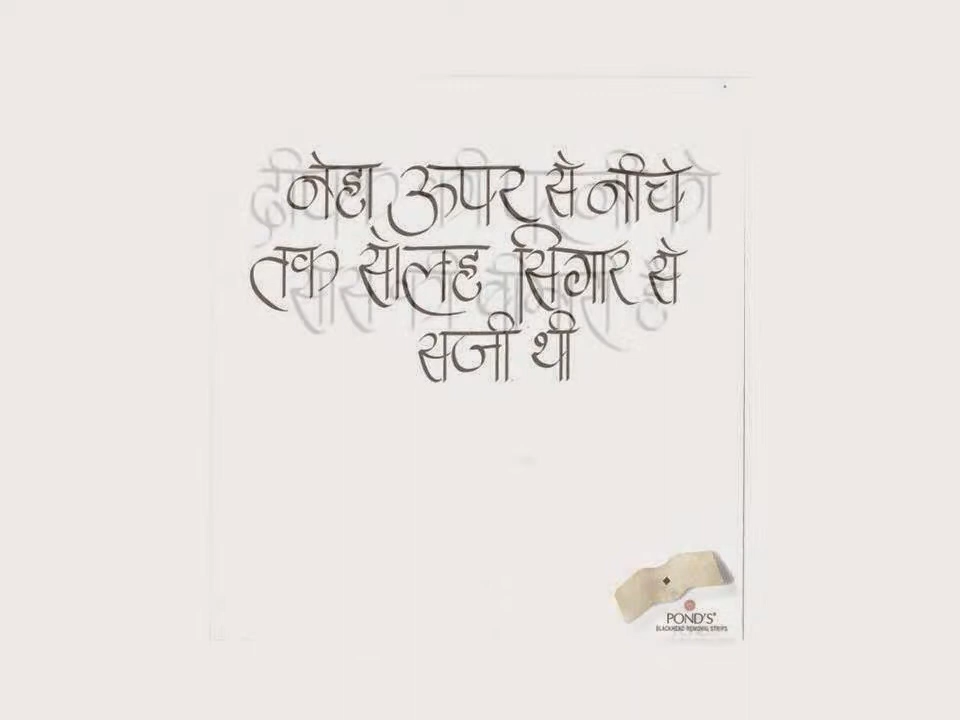 नेहा ऊपर से नीचे
तक सोलह सिगार से
सजी थी
POND'S®
BLACKHEAD REMOVAL STRIPS